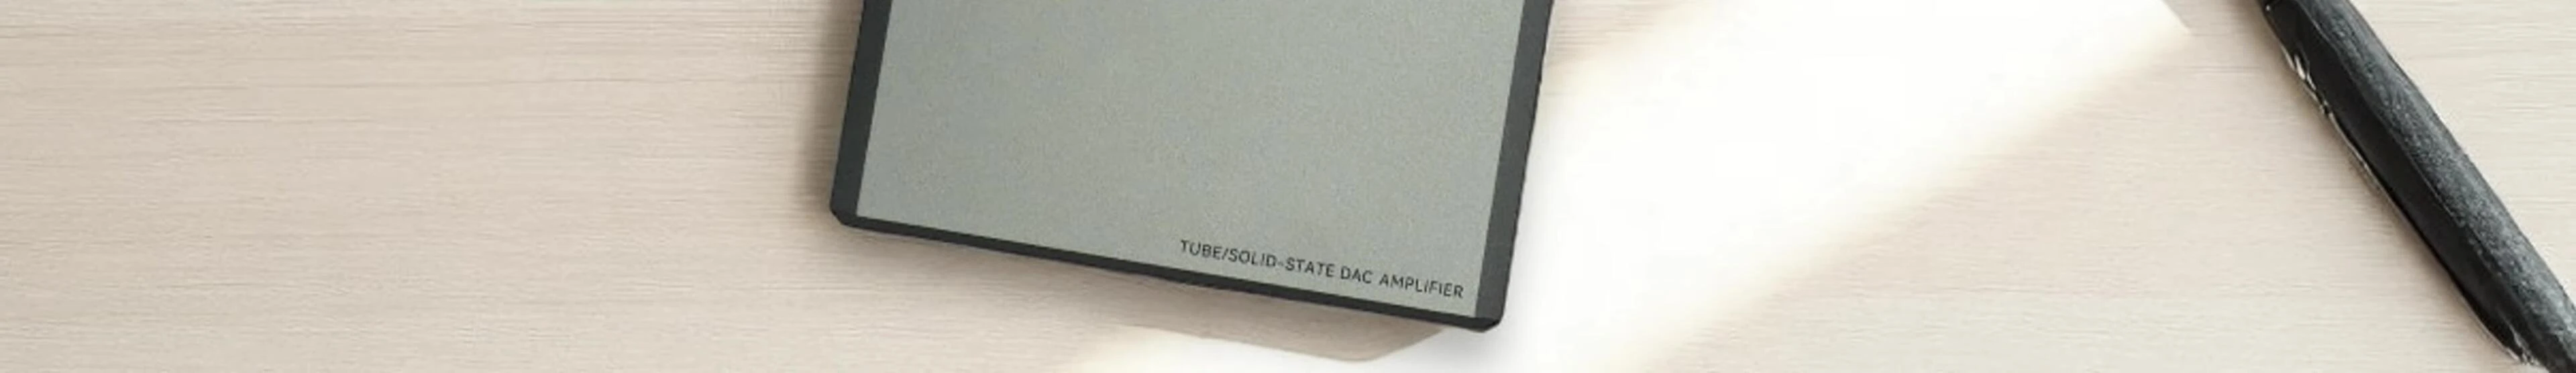 TUBE/SOLID-STATE DAC AMPLIFIER